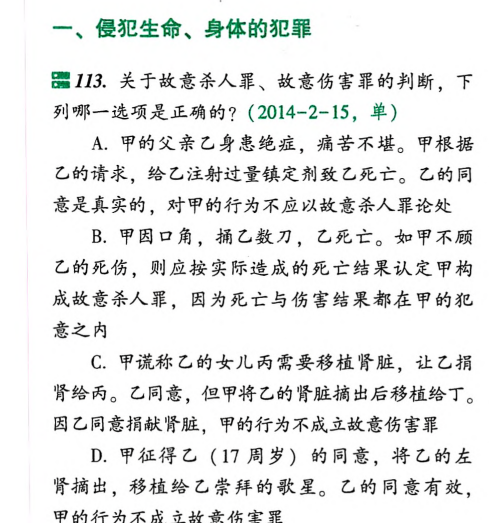 一、侵犯生命、身体的犯罪
113. 关于故意杀人罪、故意伤害罪的判断，下
列哪一选项是正确的？（2014-2-15，单）
A. 甲的父亲乙身患绝症，痛苦不堪。甲根据
乙的请求，给乙注射过量镇定剂致乙死亡。乙的同
意是真实的，对甲的行为不应以故意杀人罪论处
B. 甲因口角，捅乙数刀，乙死亡。如甲不顾
乙的死伤，则应按实际造成的死亡结果认定甲构
成故意杀人罪，因为死亡与伤害结果都在甲的犯
意之内
C. 甲谎称乙的女儿丙需要移植肾脏，让乙捐
肾给丙。乙同意，但甲将乙的肾脏摘出后移植给丁。
因乙同意捐献肾脏，甲的行为不成立故意伤害罪
D. 甲征得乙（17 周岁）的同意，将乙的左
肾摘出，移植给乙崇拜的歌星。乙的同意有效，
甲的行为不成立故意伤害罪